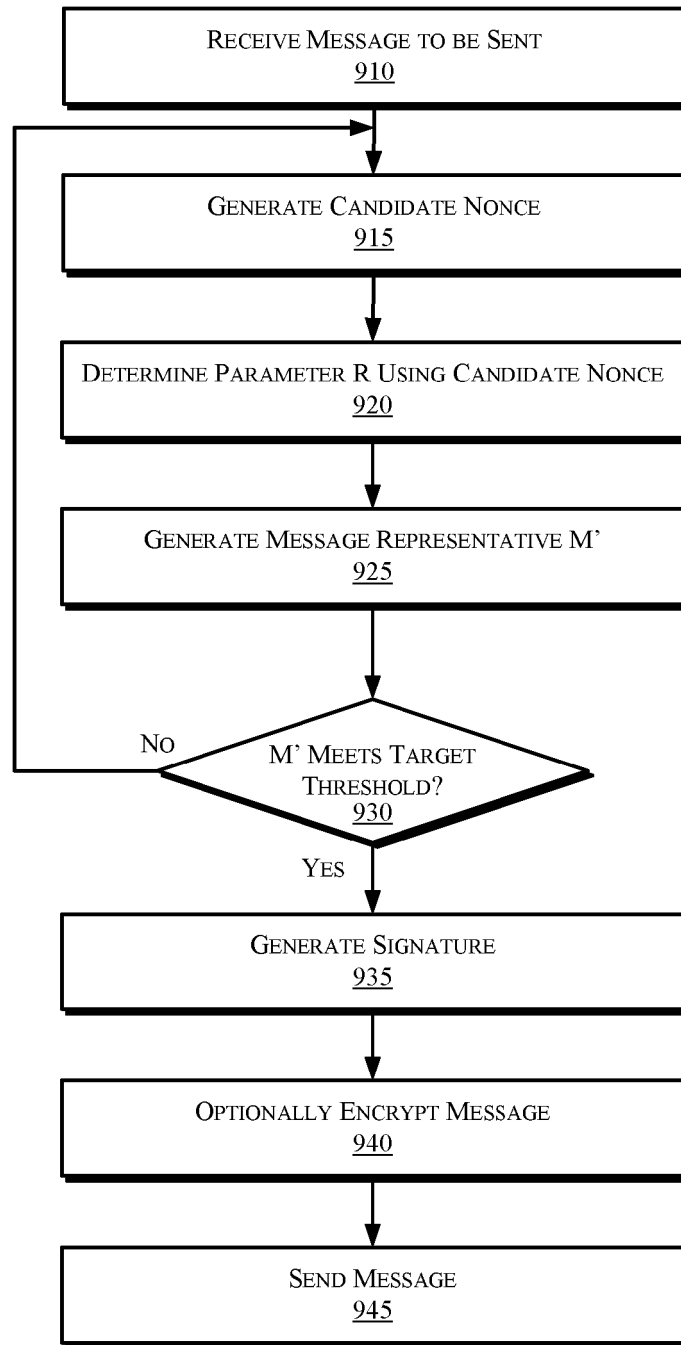 RECEIVE MESSAGE TO BE SENT
910
GENERATE CANDIDATE NONCE
915
DETERMINE PARAMETER R USING CANDIDATE NONCE
920
GENERATE MESSAGE REPRESENTATIVE M'
925
NO
M' MEETS TARGET
THRESHOLD?
930
YES
GENERATE SIGNATURE
935
OPTIONALLY ENCRYPT MESSAGE
940
SEND MESSAGE
945